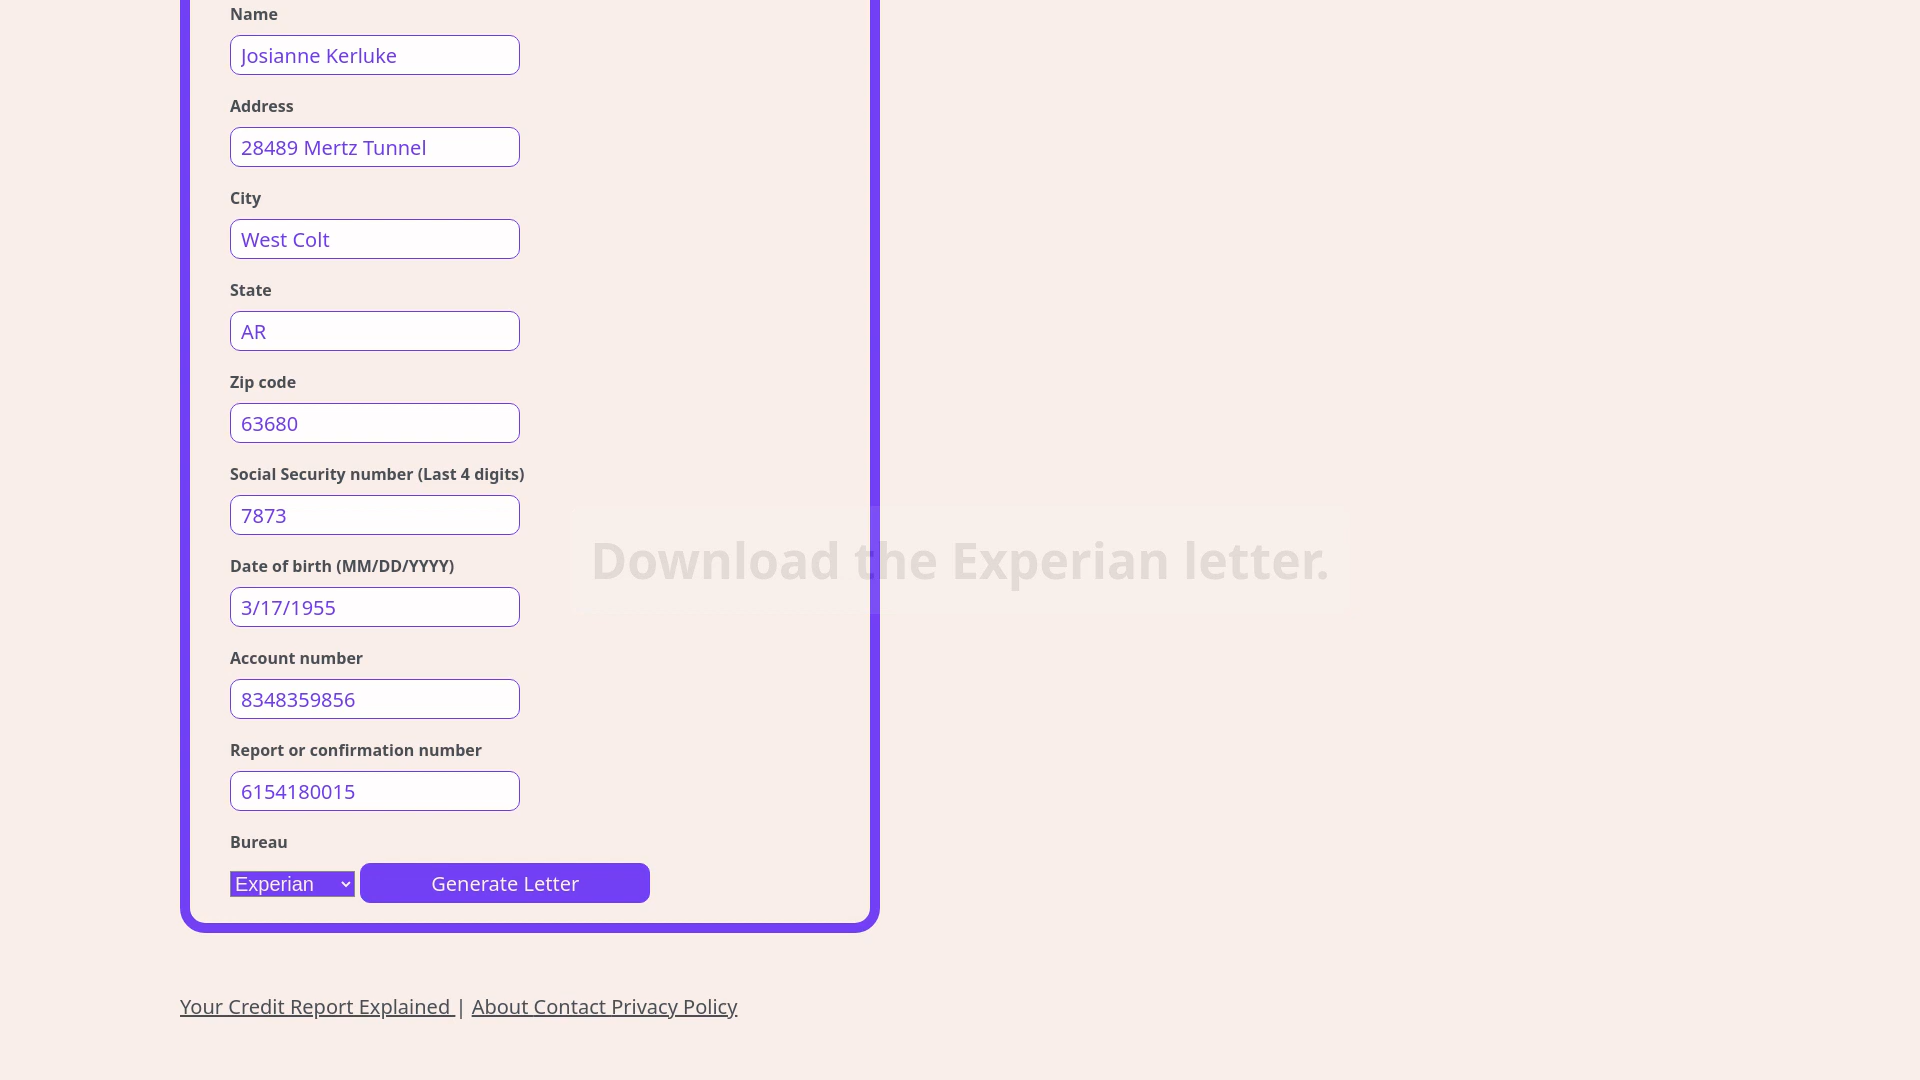 Name
Josianne Kerluke
Address
28489 Mertz Tunnel
City
West Colt
State
AR
Zip code
63680
Social Security number (Last 4 digits)
7873
Download the Experian letter.
Date of birth (MM/DD/YYYY)
3/17/1955
Account number
8348359856
Report or confirmation number
6154180015
Bureau
Experian Generate Letter
Your Credit Report Explained | About Contact Privacy Policy